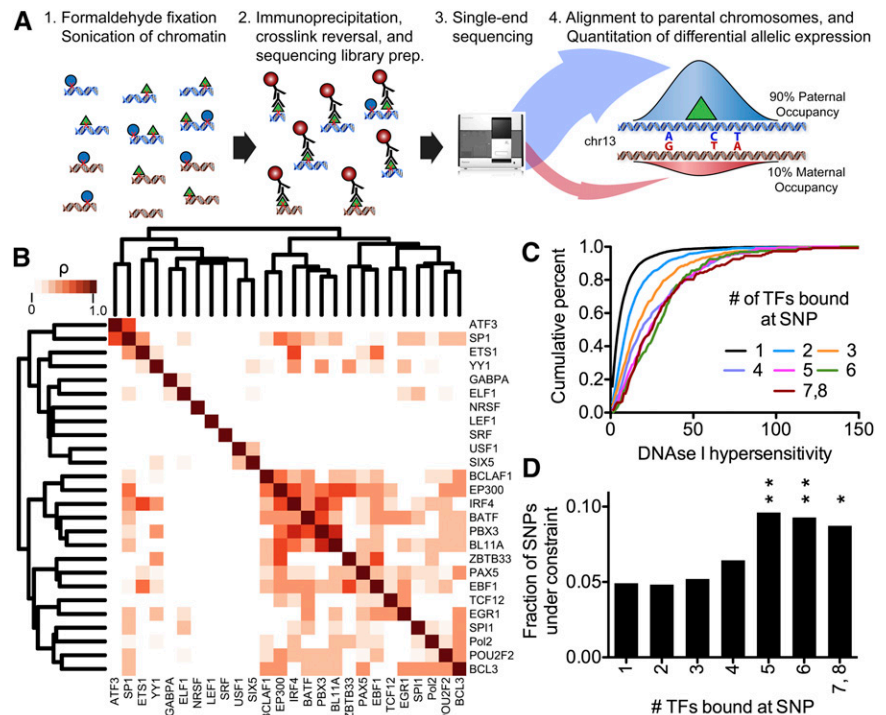 A
1. Formaldehyde fixation
Sonication of chromatin
2. Immunoprecipitation,
crosslink reversal, and
sequencing library prep.
3. Single-end
sequencing
4. Alignment to parental chromosomes, and
Quantitation of differential allelic expression
90% Paternal
Occupancy
chr13
A C T
G T A
10% Maternal
Occupancy
B
ρ
0 1.0
ATF3
SP1
ETS1
YY1
GABPA
ELF1
NRSF
LEF1
SRF
USF1
SIX5
BCLAF1
EP300
IRF4
BATF
PBX3
BL11A
ZBTB33
PAX5
EBF1
TCF12
EGR1
SPI1
Pol2
POU2F2
BCL3
ATF3
SP1
ETS1
YY1
GABPA
ELF1
NRSF
LEF1
SRF
USF1
SIX5
BCLAF1
EP300
IRF4
BATF
PBX3
BL11A
ZBTB33
PAX5
EBF1
TCF12
EGR1
SPI1
Pol2
POU2F2
BCL3
C
Cumulative percent
1.0
0.8
0.6
0.4
0.2
0.0
0 50 100 150
DNAse I hypersensitivity
# of TFs bound
at SNP
1 2 3
4 5 6
7,8
D
Fraction of SNPs
under constraint
0.10
0.05
0.00
* *
* *
*
1 2 3 4 5 6 7, 8
# TFs bound at SNP